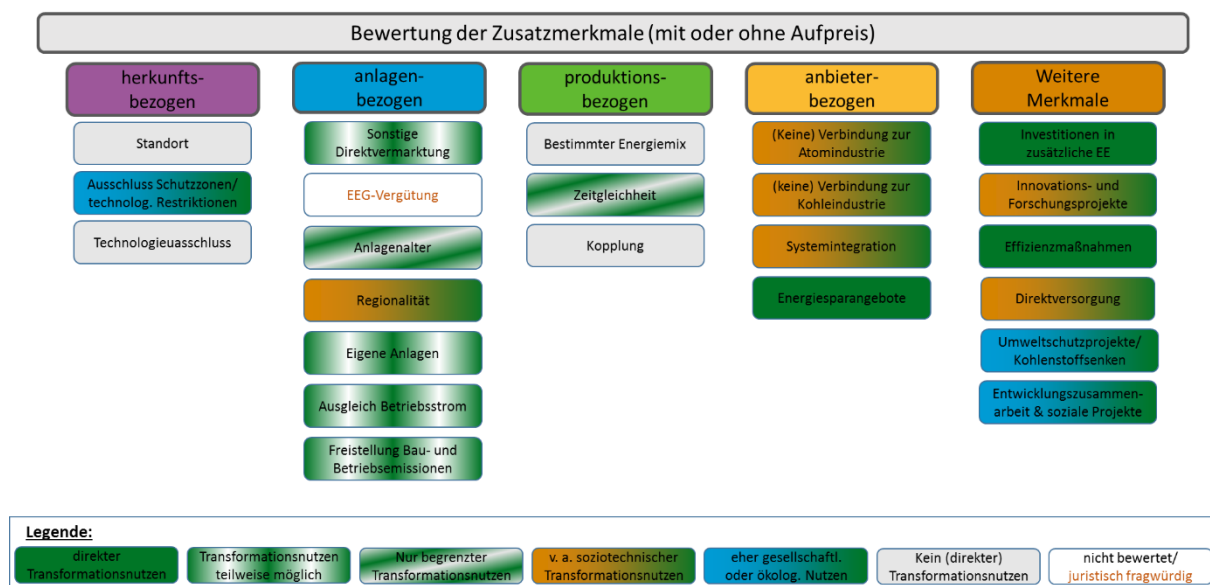 Bewertung der Zusatzmerkmale (mit oder ohne Aufpreis)
herkunfts-
bezogen
Standort
Ausschluss Schutzzonen/
technolog. Restriktionen
Technologieuasschluss
anlagen-
bezogen
Sonstige
Direktvermarktung
EEG-Vergütung
Anlagenalter
Regionalität
Eigene Anlagen
Ausgleich Betriebsstrom
Freistellung Bau- und
Betriebsemissionen
produktions-
bezogen
Bestimmter Energiemix
Zeitgleichheit
Kopplung
anbieter-
bezogen
(Keine) Verbindung zur
Atomindustrie
(keine) Verbindung zur
Kohleindustrie
Systemintegration
Energiesparangebote
Weitere
Merkmale
Investitionen in
zusätzliche EE
Innovations- und
Forschungsprojekte
Effizienzmaßnahmen
Direktversorgung
Umweltschutzprojekte/
Kohlenstoffsenken
Entwicklungszusammen-
arbeit & soziale Projekte
Legende:
direkter
Transformationsnutzen
Transformationsnutzen
teilweise möglich
Nur begrenzter
Transformationsnutzen
v. a. soziotechnischer
Transformationsnutzen
eher gesellschaftl.
oder ökolog. Nutzen
Kein (direkter)
Transformationsnutzen
nicht bewertet/
juristisch fragwürdig